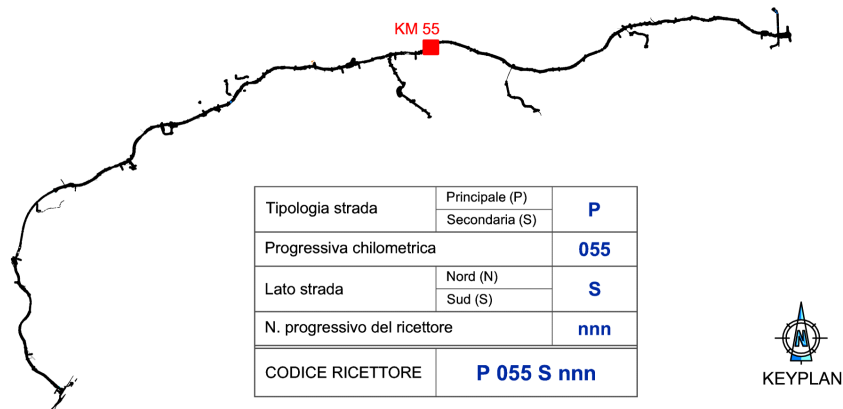 KM 55
Tipologia strada
Principale (P)
Secondaria (S)
P
Progressiva chilometrica
055
Lato strada
Nord (N)
Sud (S)
S
N. progressivo del ricettore
nnn
CODICE RICETTORE
P 055 S nnn
N
KEYPLAN